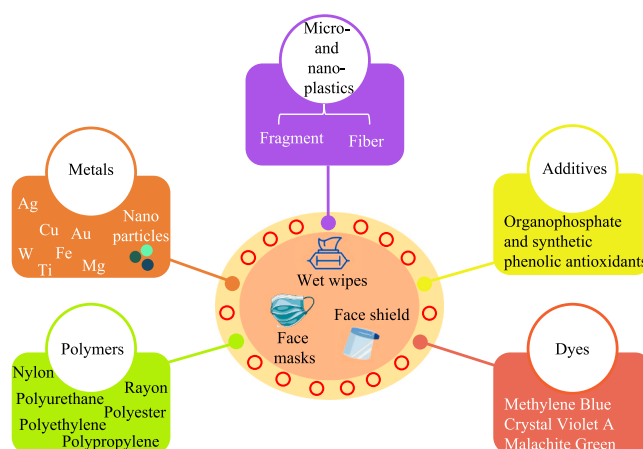 Micro-
and
nano-
plastics
Fragment
Fiber
Metals
Ag
Cu
Au
Nano
particles
W
Fe
Ti
Mg
Additives
Organophosphate
and synthetic
phenolic antioxidants
Wet wipes
Face
masks
Face shield
Polymers
Nylon
Rayon
Polyurethane
Polyester
Polyethylene
Polypropylene
Dyes
Methylene Blue
Crystal Violet A
Malachite Green